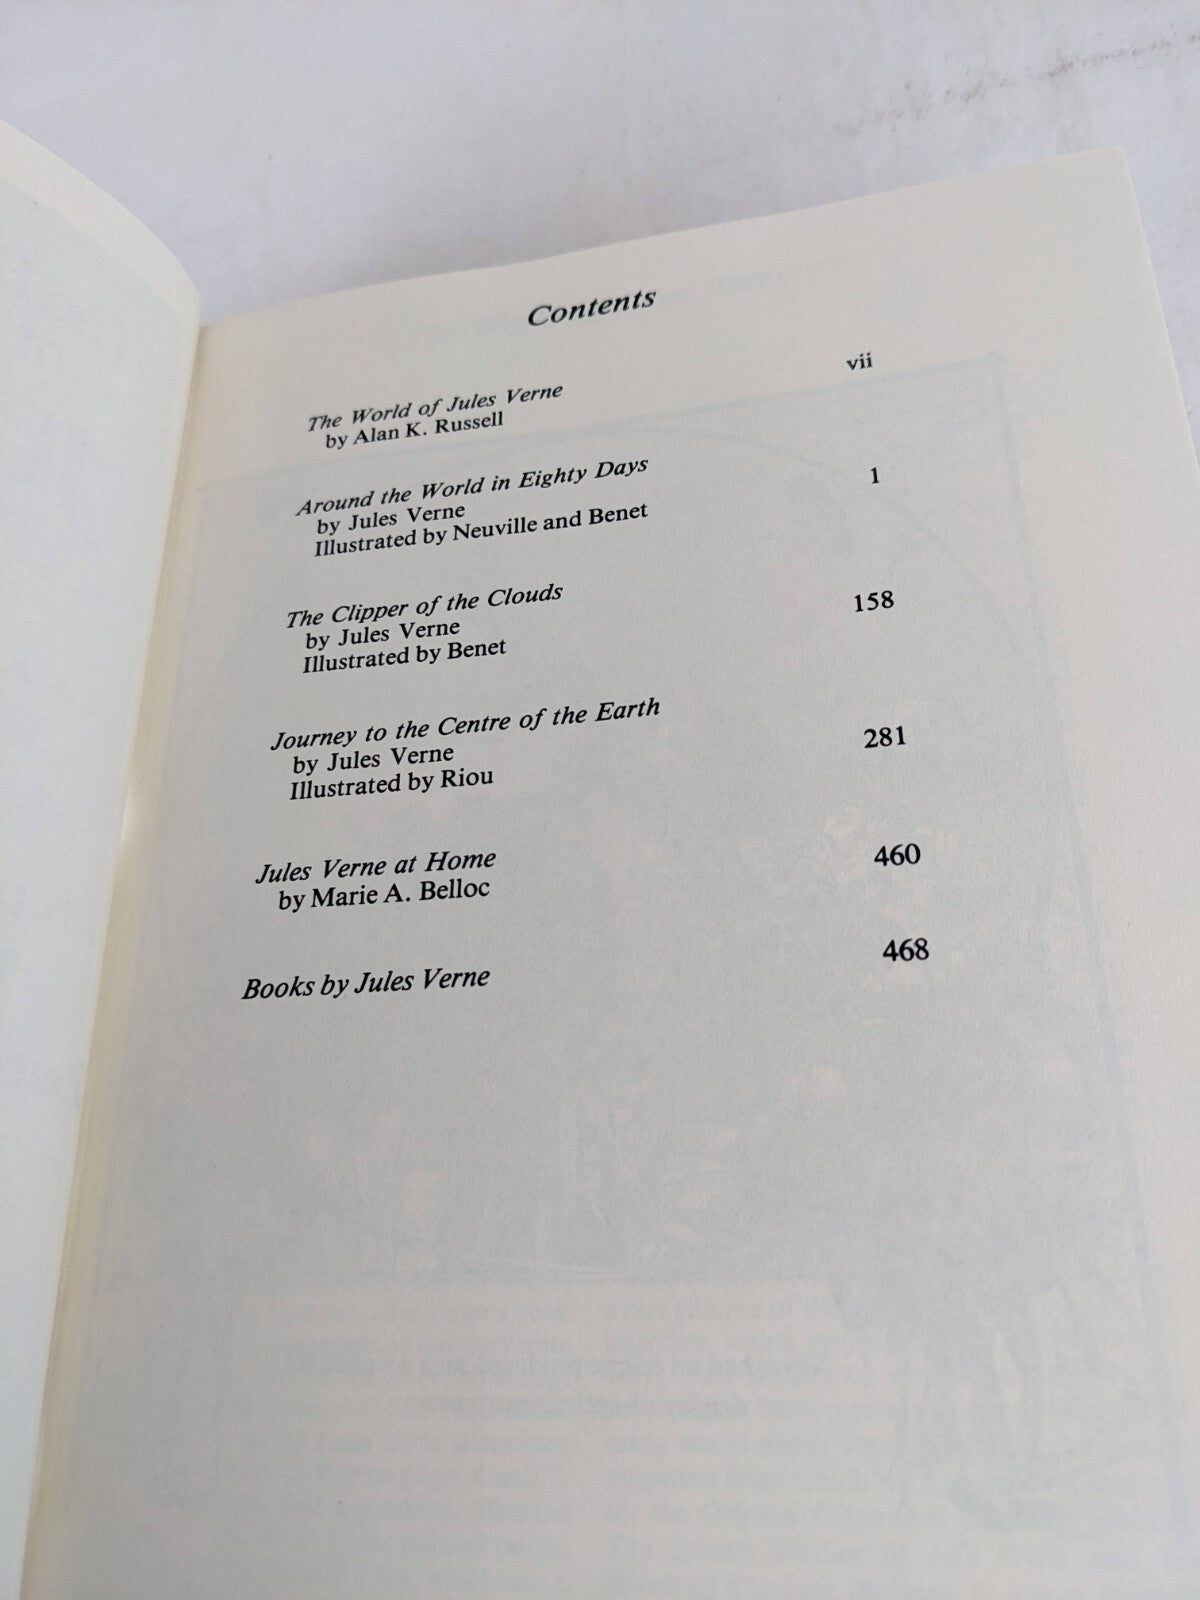 Contents
The World of Jules Verne vii
by Alan K. Russell
Around the World in Eighty Days 1
by Jules Verne
Illustrated by Neuville and Benet
The Clipper of the Clouds 158
by Jules Verne
Illustrated by Benet
Journey to the Centre of the Earth 281
by Jules Verne
Illustrated by Riou
Jules Verne at Home 460
by Marie A. Belloc
Books by Jules Verne 468